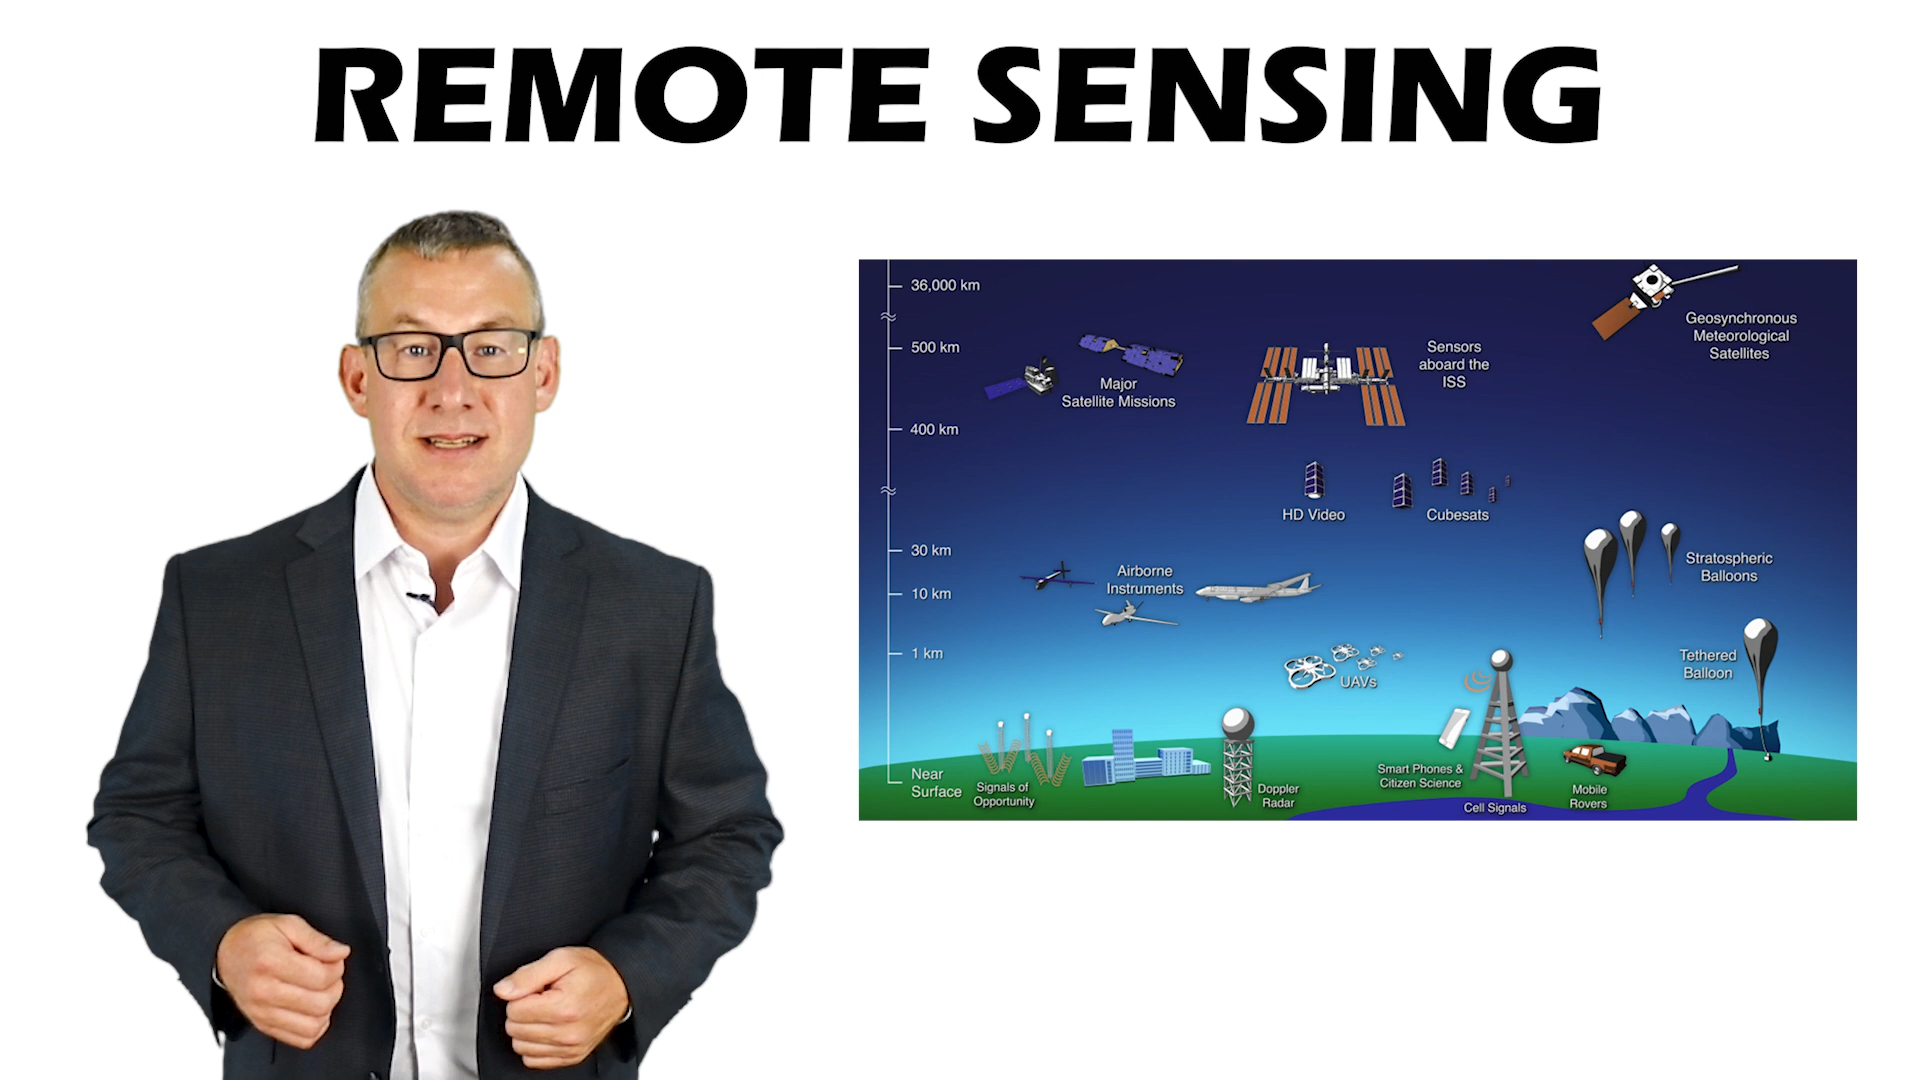 REMOTE SENSING
36,000 km
500 km
400 km
30 km
10 km
1 km
Near
Surface
Geosynchronous
Meteorological
Satellites
Sensors
aboard the
ISS
Major
Satellite Missions
HD Video
Cubesats
Stratospheric
Balloons
Airborne
Instruments
Tethered
Balloon
UAVs
Signals of
Opportunity
Doppler
Radar
Smart Phones &
Citizen Science
Cell Signals
Mobile
Rovers